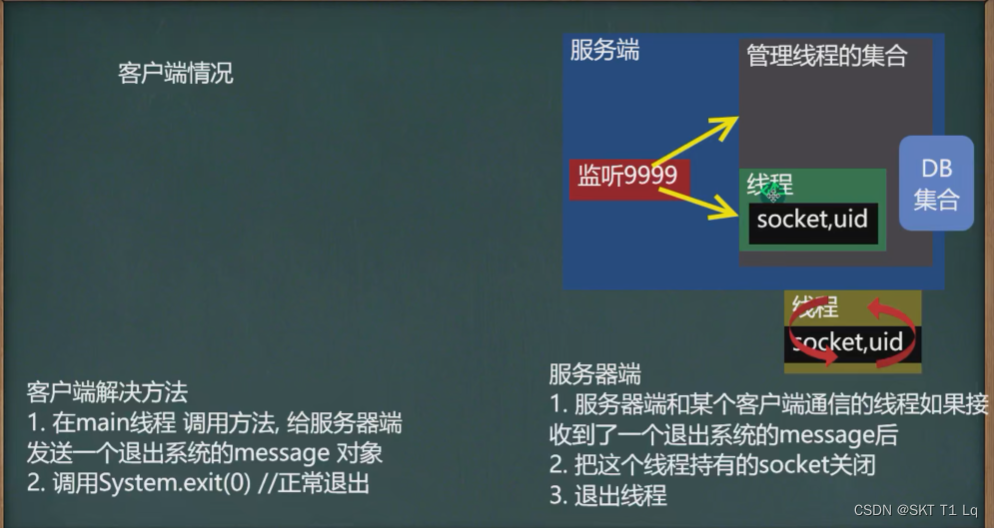 客户端情况
服务端
管理线程的集合
监听9999
线程
socket,uid
DB
集合
线程
socket,uid
客户端解决方法
1. 在main线程 调用方法, 给服务器端
发送一个退出系统的message 对象
2. 调用System.exit(0) //正常退出
服务器端
1. 服务器端和某个客户端通信的线程如果接
收到了一个退出系统的message后
2. 把这个线程持有的socket关闭
3. 退出线程
CSDN @SKT T1 Lq